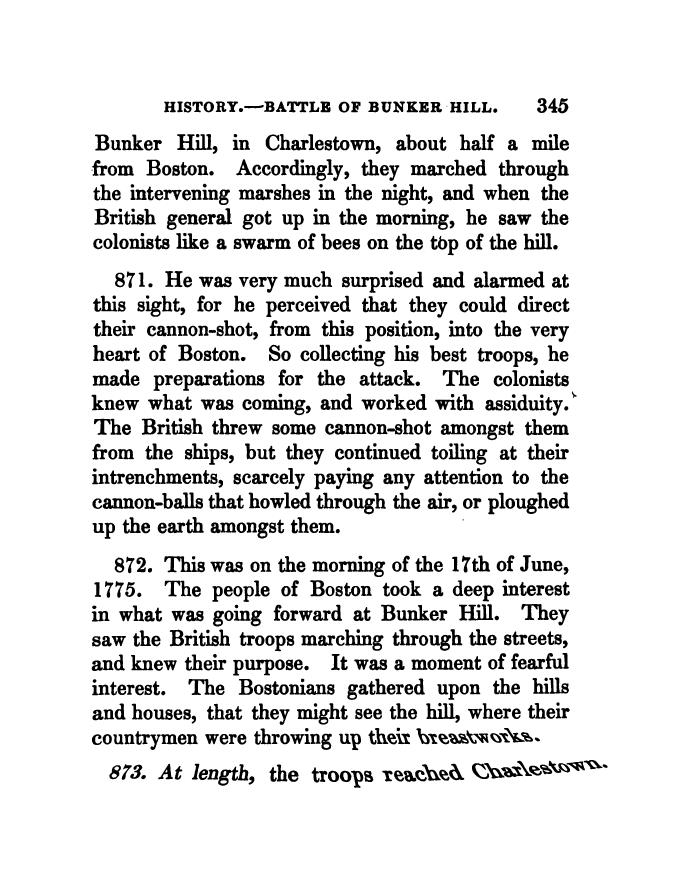 HISTORY.—BATTLE OF BUNKER HILL. 345
Bunker Hill, in Charlestown, about half a mile
from Boston. Accordingly, they marched through
the intervening marshes in the night, and when the
British general got up in the morning, he saw the
colonists like a swarm of bees on the top of the hill.
871. He was very much surprised and alarmed at
this sight, for he perceived that they could direct
their cannon-shot, from this position, into the very
heart of Boston. So collecting his best troops, he
made preparations for the attack. The colonists
knew what was coming, and worked with assiduity.
The British threw some cannon-shot amongst them
from the ships, but they continued toiling at their
intrenchments, scarcely paying any attention to the
cannon-balls that howled through the air, or ploughed
up the earth amongst them.
872. This was on the morning of the 17th of June,
1775. The people of Boston took a deep interest
in what was going forward at Bunker Hill. They
saw the British troops marching through the streets,
and knew their purpose. It was a moment of fearful
interest. The Bostonians gathered upon the hills
and houses, that they might see the hill, where their
countrymen were throwing up their breastworks.
873. At length, the troops reached Charlestown.